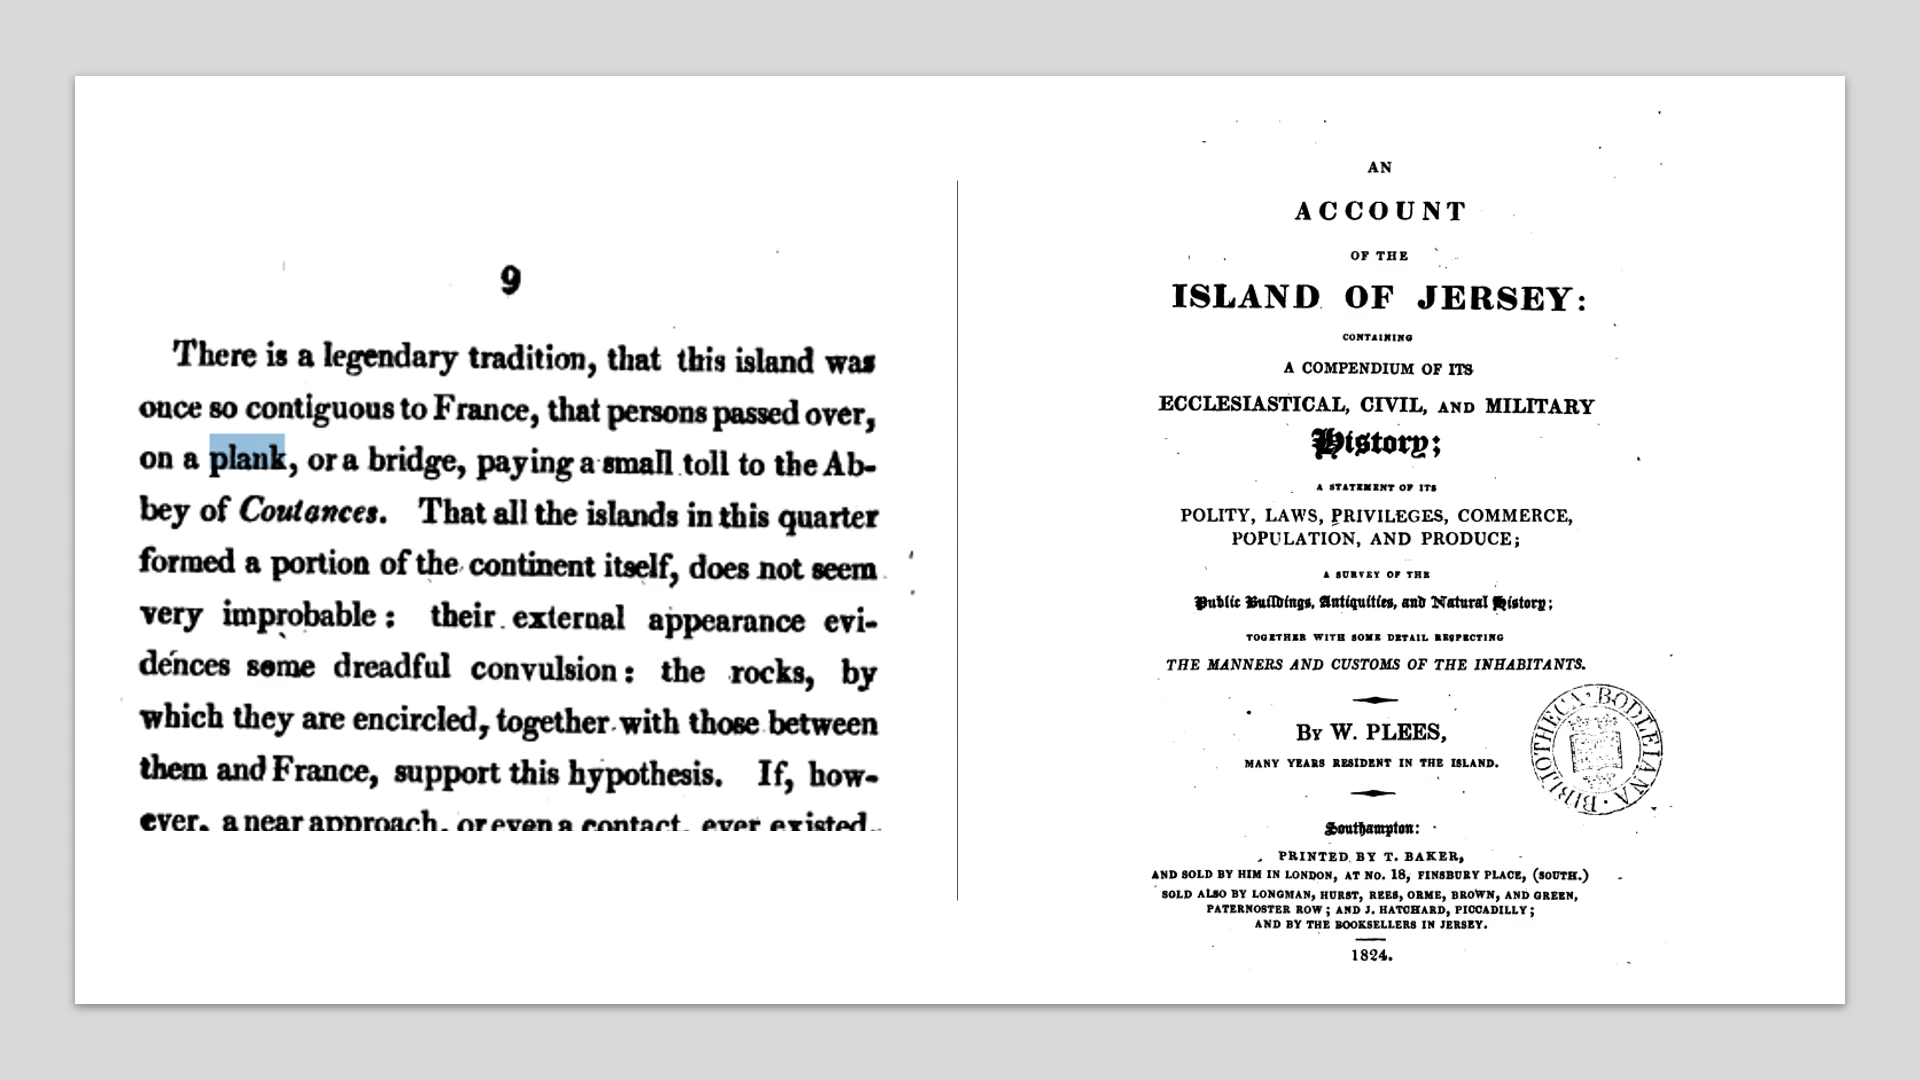 9
There is a legendary tradition, that this island was
once so contiguous to France, that persons passed over,
on a plank, or a bridge, paying a small toll to the Ab-
bey of Coutances. That all the islands in this quarter
formed a portion of the continent itself, does not seem
very improbable : their external appearance evi-
dences some dreadful convulsion : the rocks, by
which they are encircled, together with those between
them and France, support this hypothesis. If, how-
ever, a near approach, or even a contact, ever existed,
AN
ACCOUNT
OF THE
ISLAND OF JERSEY:
CONTAINING
A COMPENDIUM OF ITS
ECCLESIASTICAL, CIVIL, AND MILITARY
History;
A STATEMENT OF ITS
POLITY, LAWS, PRIVILEGES, COMMERCE,
POPULATION, AND PRODUCE;
A SURVEY OF THE
Public Buildings, Antiquities, and Natural History;
TOGETHER WITH SOME DETAIL RESPECTING
THE MANNERS AND CUSTOMS OF THE INHABITANTS.
By W. PLEES,
MANY YEARS RESIDENT IN THE ISLAND.
BIBLIOTHECA · BODLEIANA ·
Southampton:
PRINTED BY T. BAKER,
AND SOLD BY HIM IN LONDON, AT No. 18, FINSBURY PLACE, (SOUTH.)
SOLD ALSO BY LONGMAN, HURST, REES, ORME, BROWN, AND GREEN,
PATERNOSTER ROW; AND J. HATCHARD, PICCADILLY;
AND BY THE BOOKSELLERS IN JERSEY.
1824.